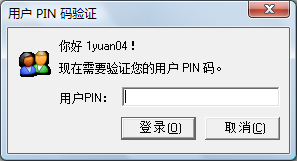 用户 PIN 码验证
你好 1yuan04！
现在需要验证您的用户 PIN 码。
用户PIN：
登录(O) 取消(C)